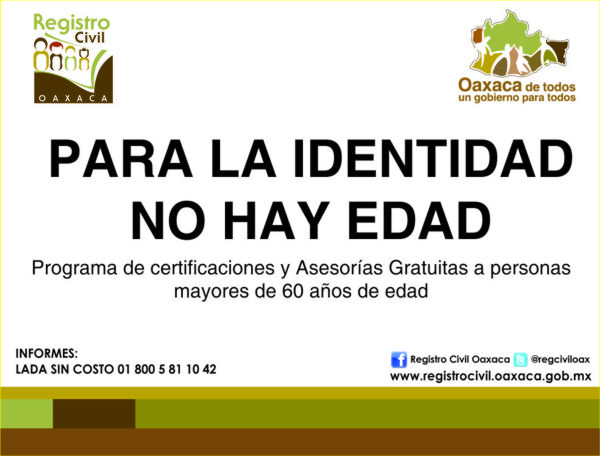 Registro
Civil
OAXACA
Oaxaca de todos
un gobierno para todos
PARA LA IDENTIDAD
NO HAY EDAD
Programa de certificaciones y Asesorías Gratuitas a personas
mayores de 60 años de edad
INFORMES:
LADA SIN COSTO 01 800 5 81 10 42
f Registro Civil Oaxaca @regciviloax
www.registrocivil.oaxaca.gob.mx